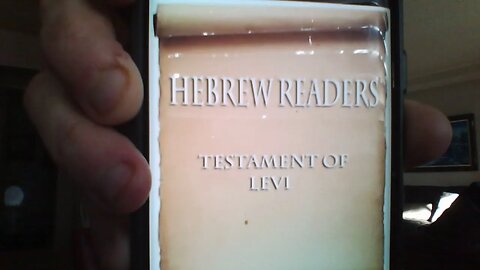 HEBREW READERS
TESTAMENT OF
LEVI